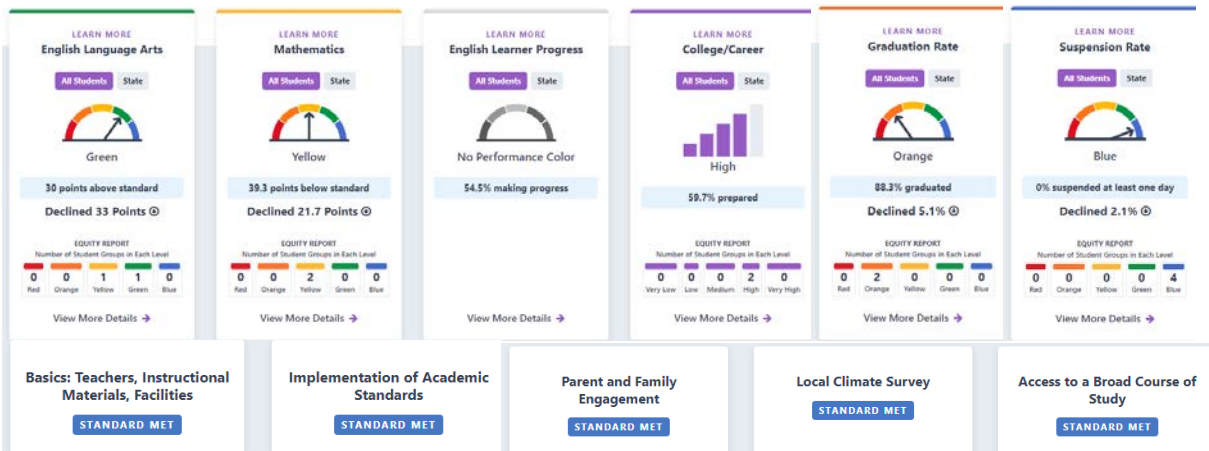 LEARN MORE
English Language Arts
All Students State
Green
30 points above standard
Declined 33 Points
EQUITY REPORT
Number of Student Groups in Each Level
0 0 1 1 0
Red Orange Yellow Green Blue
View More Details →
LEARN MORE
Mathematics
All Students State
Yellow
39.3 points below standard
Declined 21.7 Points
EQUITY REPORT
Number of Student Groups in Each Level
0 0 2 0 0
Red Orange Yellow Green Blue
View More Details →
LEARN MORE
English Learner Progress
All Students State
No Performance Color
54.5% making progress
View More Details →
LEARN MORE
College/Career
All Students State
High
59.7% prepared
EQUITY REPORT
Number of Student Groups in Each Level
0 0 0 2 0
Very Low Low Medium High Very High
View More Details →
LEARN MORE
Graduation Rate
All Students State
Orange
88.3% graduated
Declined 5.1%
EQUITY REPORT
Number of Student Groups in Each Level
0 2 0 0 0
Red Orange Yellow Green Blue
View More Details →
LEARN MORE
Suspension Rate
All Students State
Blue
0% suspended at least one day
Declined 2.1%
EQUITY REPORT
Number of Student Groups in Each Level
0 0 0 0 4
Red Orange Yellow Green Blue
View More Details →
Basics: Teachers, Instructional
Materials, Facilities
STANDARD MET
Implementation of Academic
Standards
STANDARD MET
Parent and Family
Engagement
STANDARD MET
Local Climate Survey
STANDARD MET
Access to a Broad Course of
Study
STANDARD MET